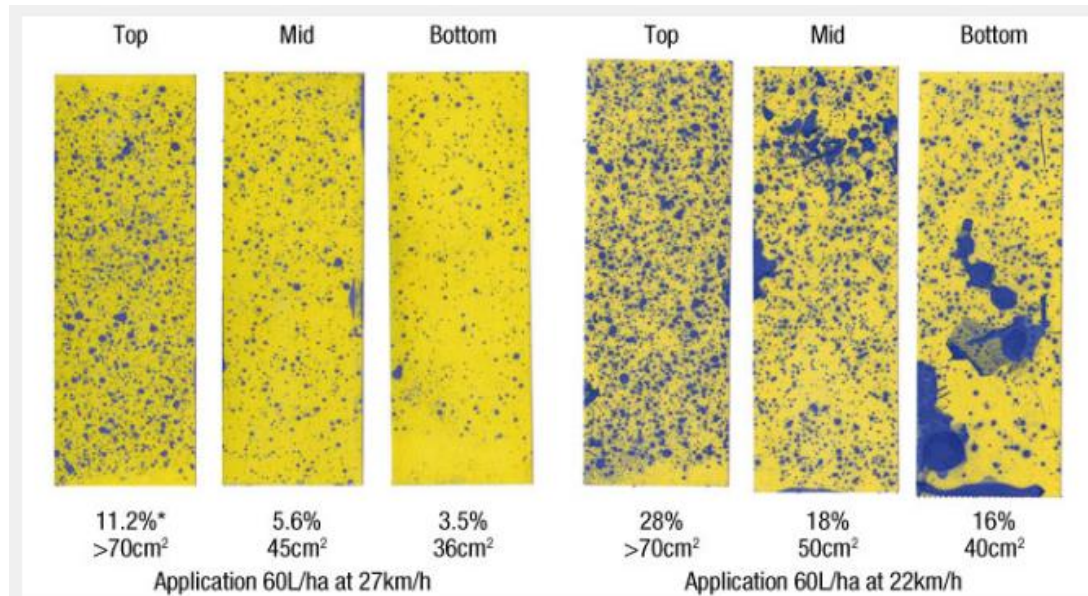 Top Mid Bottom Top Mid Bottom
11.2%* 5.6% 3.5% 28% 18% 16%
>70cm² 45cm² 36cm² >70cm² 50cm² 40cm²
Application 60L/ha at 27km/h Application 60L/ha at 22km/h